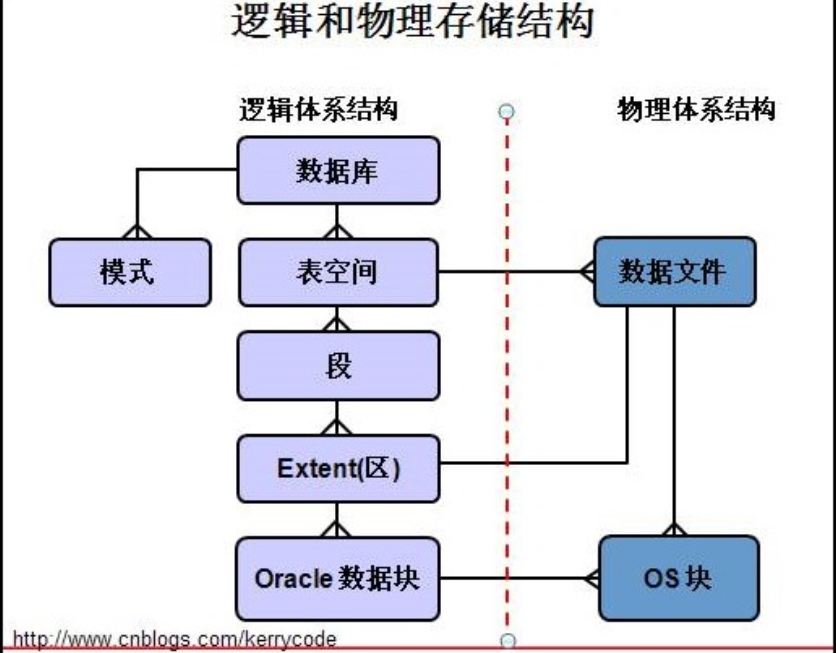 逻辑和物理存储结构
逻辑体系结构
物理体系结构
数据库
模式
表空间
数据文件
段
Extent(区)
Oracle 数据块
OS 块
http://www.cnblogs.com/kerrycode